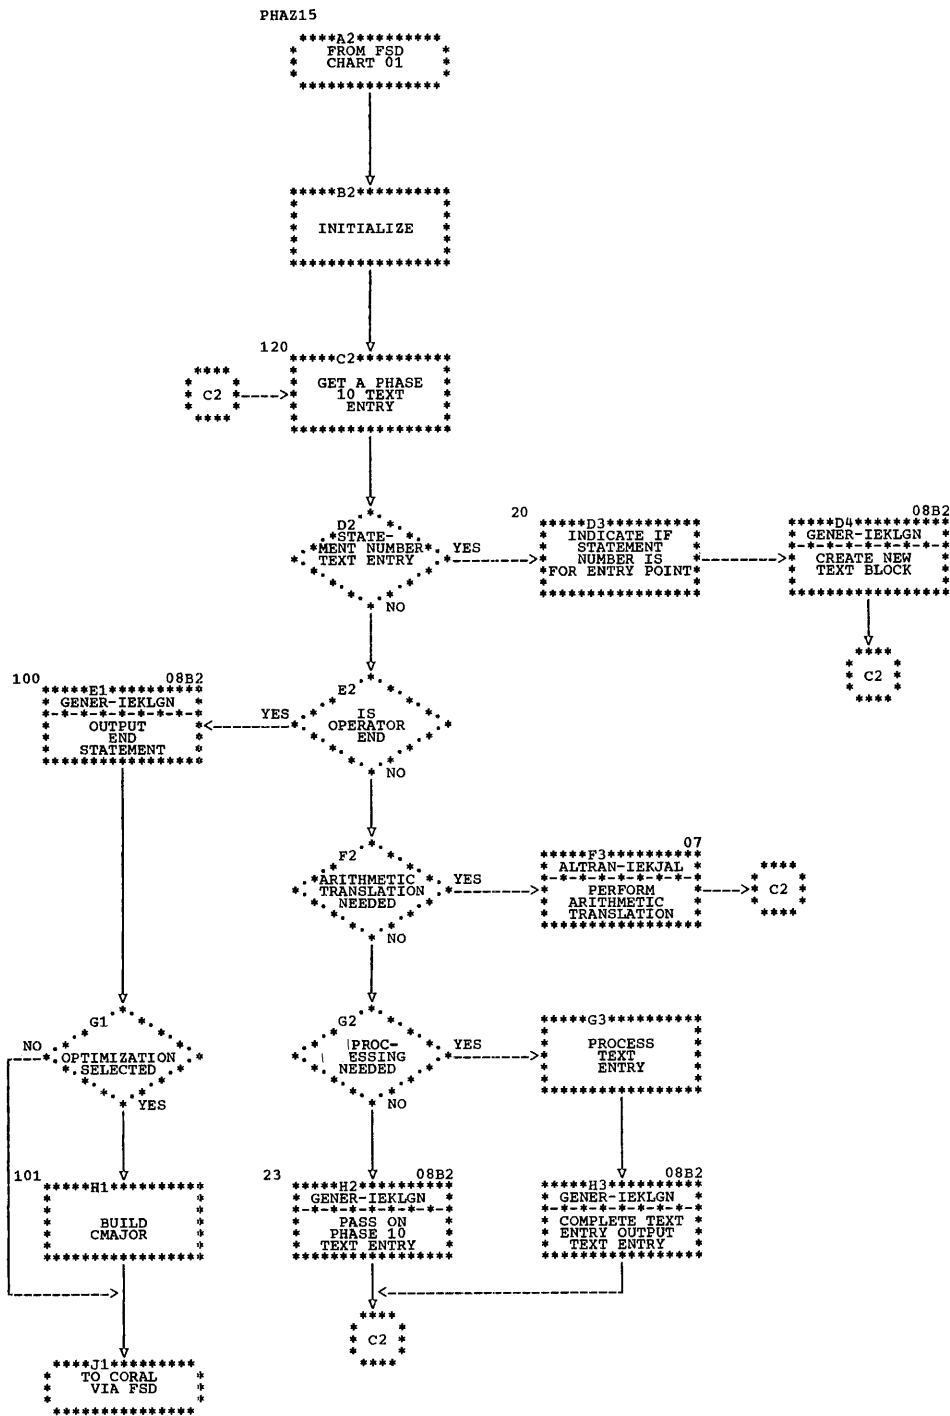 PHAZ15
A2
FROM FSD
CHART 01
B2
INITIALIZE
120
C2
C2
GET A PHASE
10 TEXT
ENTRY
D2
STATE-
MENT NUMBER
TEXT ENTRY
YES
NO
20
D3
INDICATE IF
STATEMENT
NUMBER IS
FOR ENTRY POINT
08B2
D4
GENER-IEKLGN
CREATE NEW
TEXT BLOCK
C2
100
E1
08B2
GENER-IEKLGN
OUTPUT
END
STATEMENT
YES
E2
IS
OPERATOR
END
NO
F2
ARITHMETIC
TRANSLATION
NEEDED
YES
NO
07
F3
ALTRAN-IEKJAL
PERFORM
ARITHMETIC
TRANSLATION
C2
G1
NO
OPTIMIZATION
SELECTED
YES
G2
PROC-
ESSING
NEEDED
YES
NO
G3
PROCESS
TEXT
ENTRY
101
H1
BUILD
CMAJOR
23
08B2
H2
GENER-IEKLGN
PASS ON
PHASE 10
TEXT ENTRY
08B2
H3
GENER-IEKLGN
COMPLETE TEXT
ENTRY OUTPUT
TEXT ENTRY
C2
J1
TO CORAL
VIA FSD